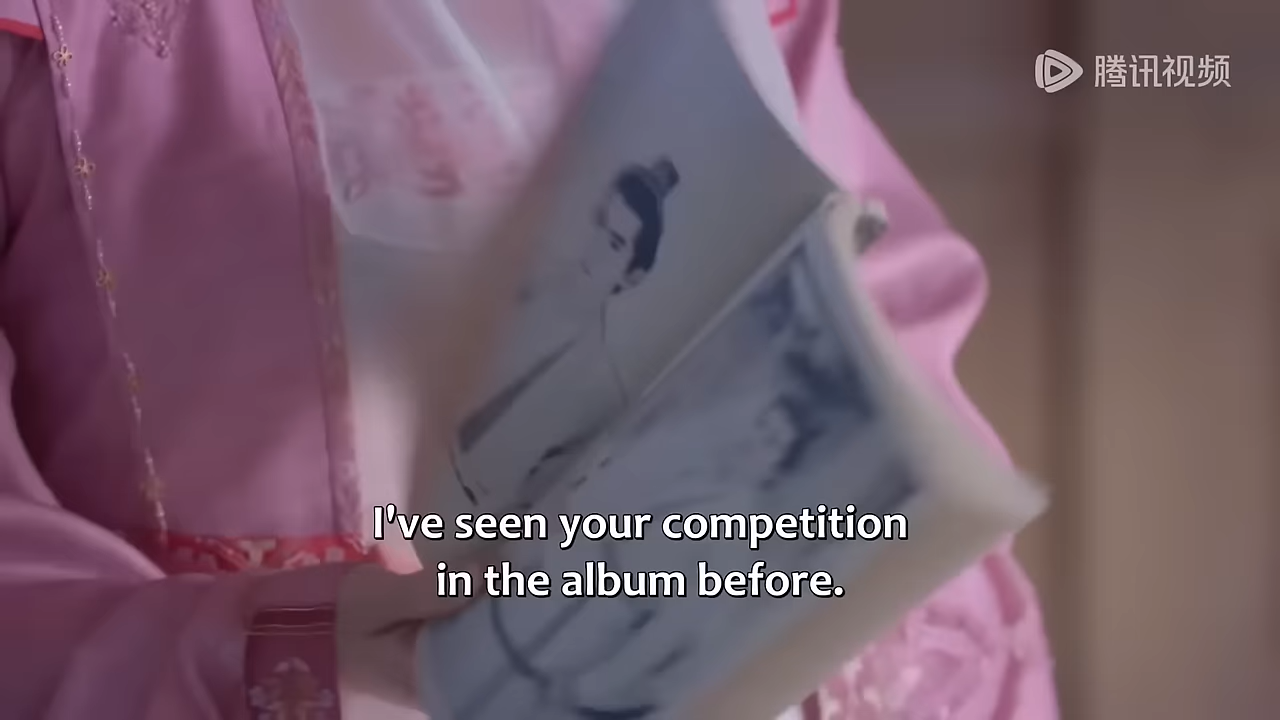 腾讯视频
I've seen your competition
in the album before.